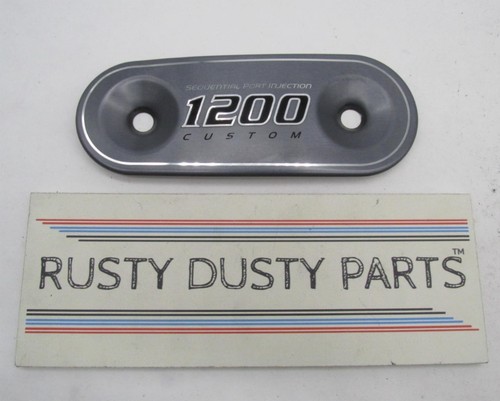 SEQUENTIAL PORT INJECTION
1200
CUSTOM
RUSTY DUSTY PARTS™